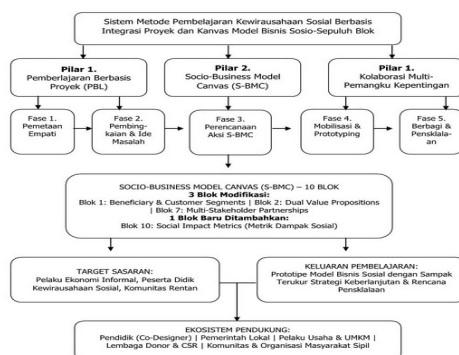 Sistem Metode Pembelajaran Kewirausahaan Sosial Berbasis
Integrasi Proyek dan Kanvas Model Bisnis Sosio-Sepuluh Blok
Pilar 1.
Pemberlajaran Berbasis
Proyek (PBL)
Pilar 2.
Socio-Business Model
Canvas (S-BMC)
Pilar 1.
Kolaborasi Multi-
Pemangku Kepentingan
Fase 1.
Pemetaan
Empati
Fase 2.
Pembing-
kaian & Ide
Masalah
Fase 3.
Perencanaan
Aksi S-BMC
Fase 4.
Mobilisasi &
Prototyping
Fase 5.
Berbagi &
Pensklala-
an
SOCIO-BUSINESS MODEL CANVAS (S-BMC) – 10 BLOK
3 Blok Modifikasi:
Blok 1: Beneficiary & Customer Segments | Blok 2: Dual Value Propositions
| Blok 7: Multi-Stakeholder Partnerships
1 Blok Baru Ditambahkan:
Blok 10: Social Impact Metrics (Metrik Dampak Sosial)
TARGET SASARAN:
Pelaku Ekonomi Informal, Peserta Didik
Kewirausahaan Sosial, Komunitas Rentan
KELUARAN PEMBELAJARAN:
Prototipe Model Bisnis Sosial dengan Sampak
Terukur Strategi Keberlanjutan & Rencana
Pensklalaan
EKOSISTEM PENDUKUNG:
Pendidik (Co-Designer) | Pemerintah Lokal | Pelaku Usaha & UMKM |
Lembaga Donor & CSR | Komunitas & Organisasi Masyarakat Sipil